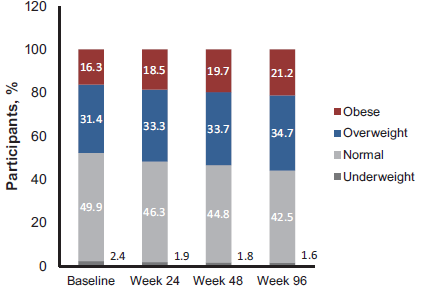 120
100
80
60
40
20
0
Participants, %
16.3
18.5
19.7
21.2
31.4
33.3
33.7
34.7
49.9
46.3
44.8
42.5
2.4
1.9
1.8
1.6
Baseline
Week 24
Week 48
Week 96
Obese
Overweight
Normal
Underweight